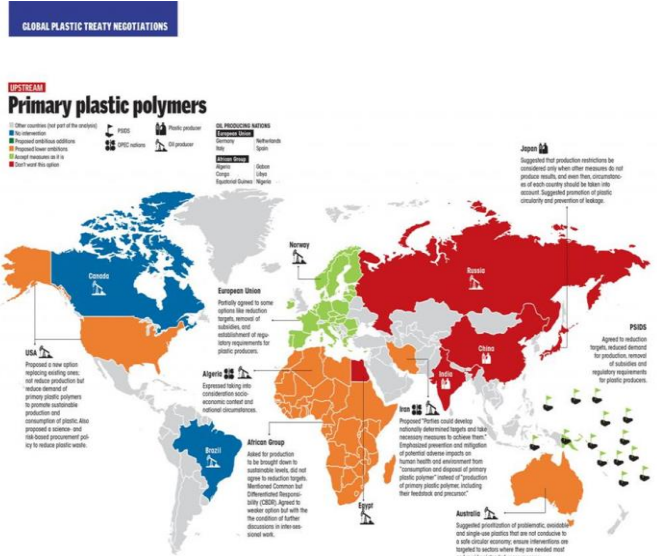 GLOBAL PLASTIC TREATY NEGOTIATIONS
UPSTREAM
Primary plastic polymers
Other countries (not part of the analysis)
No intervention
Proposed ambitious additions
Proposed lower ambitions
Accept measures as it is
Don't want this option
PSIDS
OPEC nations
Plastic producer
Oil producer
OIL PRODUCING NATIONS
European Union
Germany Netherlands
Italy Spain
African Group
Algeria Gabon
Congo Libya
Equatorial Guinea Nigeria
Japan
Suggested that production restrictions be
considered only when other measures do not
produce results, and even then, circumstanc-
es of each country should be taken into
account. Suggested promotion of plastic
circularity and prevention of leakage.
Canada
Norway
Russia
European Union
Partially agreed to some
options like reduction
targets, removal of
subsidies, and
establishment of regu-
latory requirements for
plastic producers.
China
India
PSIDS
Agreed to reduction
targets, reduced demand
for production, removal
of subsidies and
regulatory requirements
for plastic producers.
USA
Proposed a new option
replacing existing ones;
not reduce production but
reduce demand of
primary plastic polymers
to promote sustainable
production and
consumption of plastic. Also
proposed a science- and
risk-based procurement pol-
icy to reduce plastic waste.
Algeria
Expressed taking into
consideration socio-
economic context and
national circumstances.
Brazil
African Group
Asked for production
to be brought down to
sustainable levels, did not
agree to reduction targets.
Mentioned Common but
Differentiated Responsi-
bility (CBDR). Agreed to
weaker option but with the
the condition of further
discussions in inter-ses-
sional work.
Egypt
Iran
Proposed "Parties could develop
nationally determined targets and take
necessary measures to achieve them."
Emphasized prevention and mitigation
of potential adverse impacts on
human health and environment from
"consumption and disposal of primary
plastic polymer" instead of "production
of primary plastic polymer, including
their feedstock and precursor."
Australia
Suggested prioritization of problematic, avoidable
and single-use plastics that are not conducive to
a safe circular economy; ensure interventions are
targeted to sectors where they are needed most